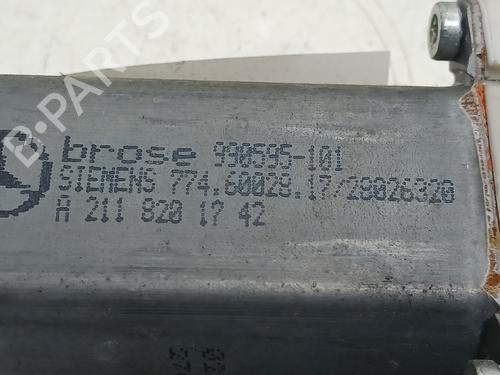 brose 990595-101
SIEMENS 774.60028.17/28026320
A 211 820 17 42
B-PARTS